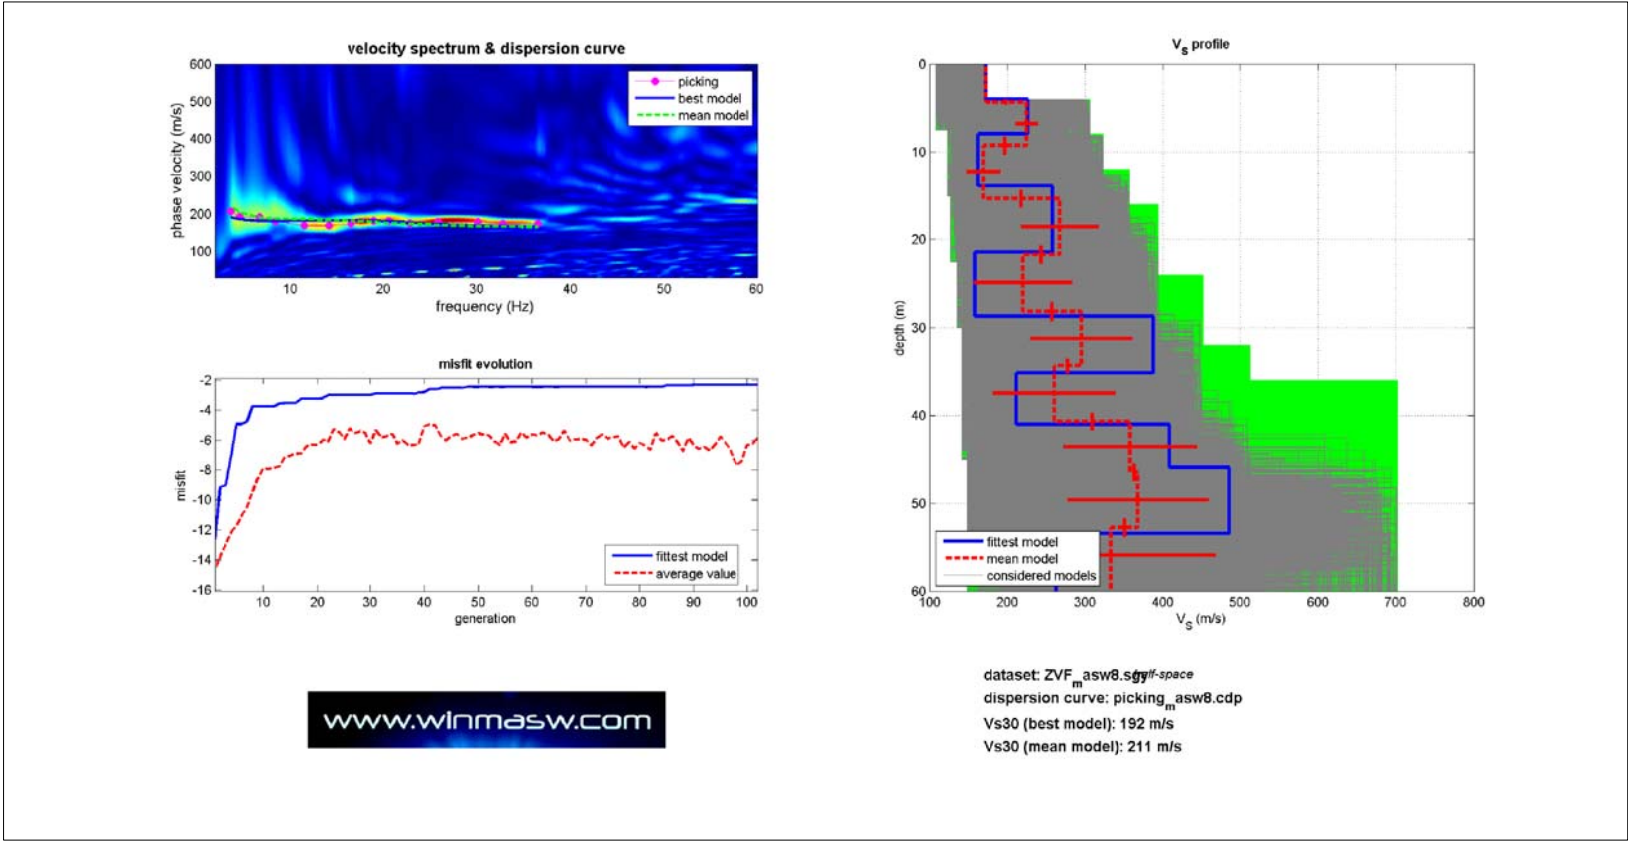 velocity spectrum & dispersion curve
600
500
400
300
200
100
phase velocity (m/s)
picking
best model
mean model
10
20
30
40
50
60
frequency (Hz)
misfit evolution
-2
-4
-6
-8
-10
-12
-14
-16
misfit
fittest model
average value
10
20
30
40
50
60
70
80
90
100
generation
www.winmasw.com
VS profile
0
10
20
30
40
50
60
depth (m)
fittest model
mean model
considered models
100
200
300
400
500
600
700
800
VS (m/s)
dataset: ZVFmasw8.sgy half-space
dispersion curve: pickingmasw8.cdp
Vs30 (best model): 192 m/s
Vs30 (mean model): 211 m/s